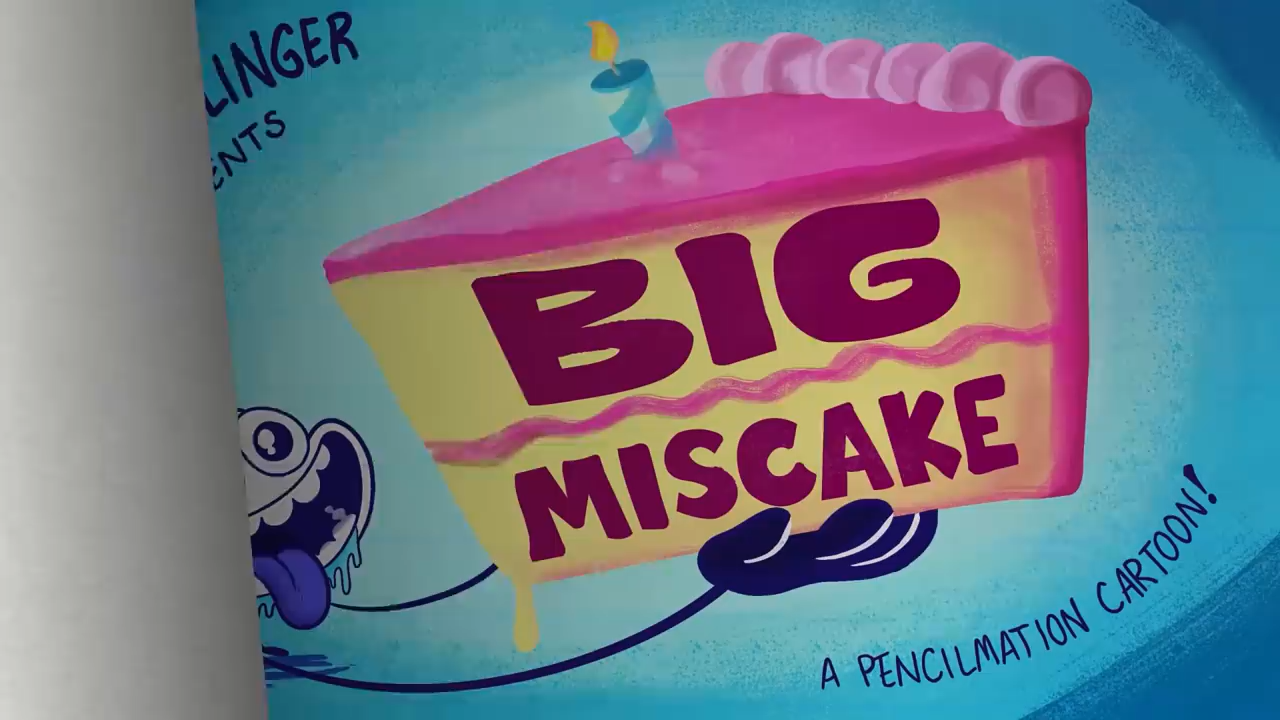 LINGER
ENTS
BIG
MISCAKE
A PENCILMATION CARTOON!